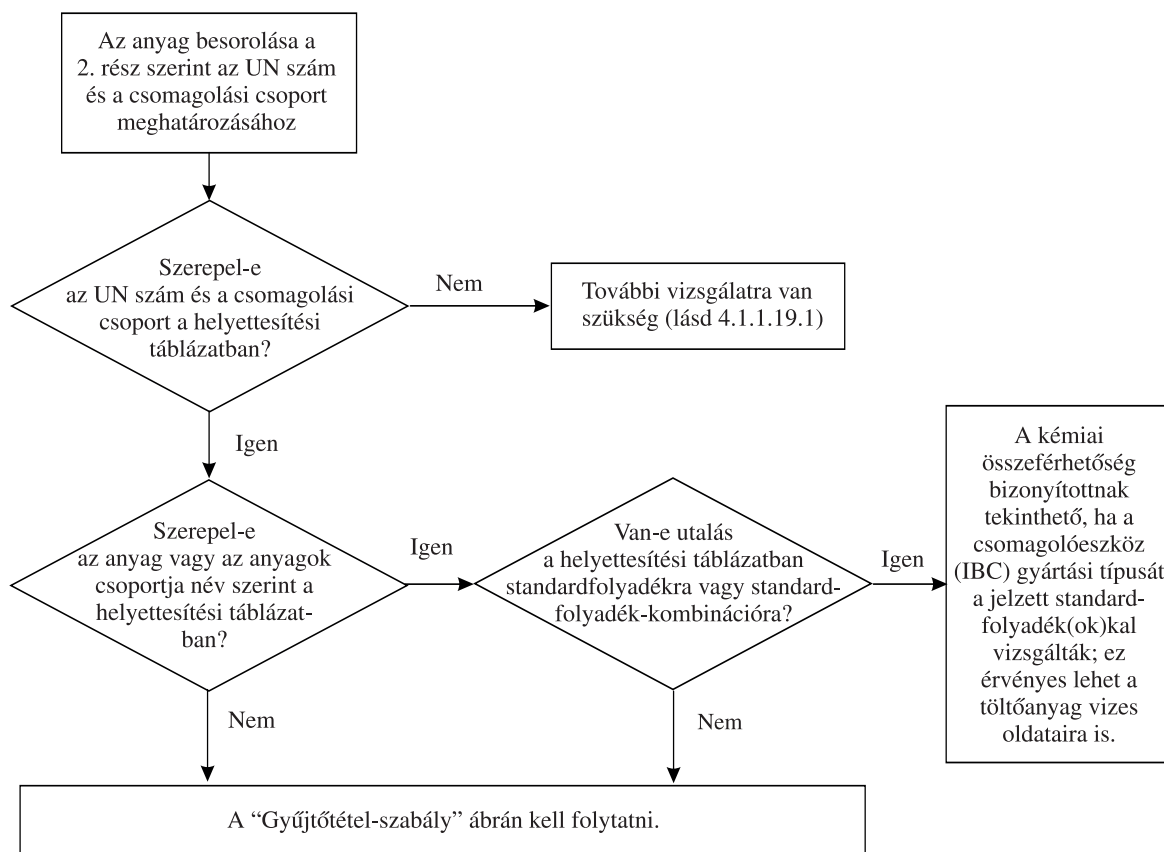 Az anyag besorolása a
2. rész szerint az UN szám
és a csomagolási csoport
meghatározásához
Szerepel-e
az UN szám és a csomagolási
csoport a helyettesítési
táblázatban?
Nem
További vizsgálatra van
szükség (lásd 4.1.1.19.1)
Igen
Szerepel-e
az anyag vagy az anyagok
csoportja név szerint a
helyettesítési táblázat-
ban?
Igen
Van-e utalás
a helyettesítési táblázatban
standardfolyadékra vagy standard-
folyadék-kombinációra?
Igen
A kémiai
összeférhetőség
bizonyítottnak
tekinthető, ha a
csomagolóeszköz
(IBC) gyártási típusát
a jelzett standard-
folyadék(ok)kal
vizsgálták; ez
érvényes lehet a
töltőanyag vizes
oldataira is.
Nem
Nem
A “Gyűjtőtétel-szabály” ábrán kell folytatni.